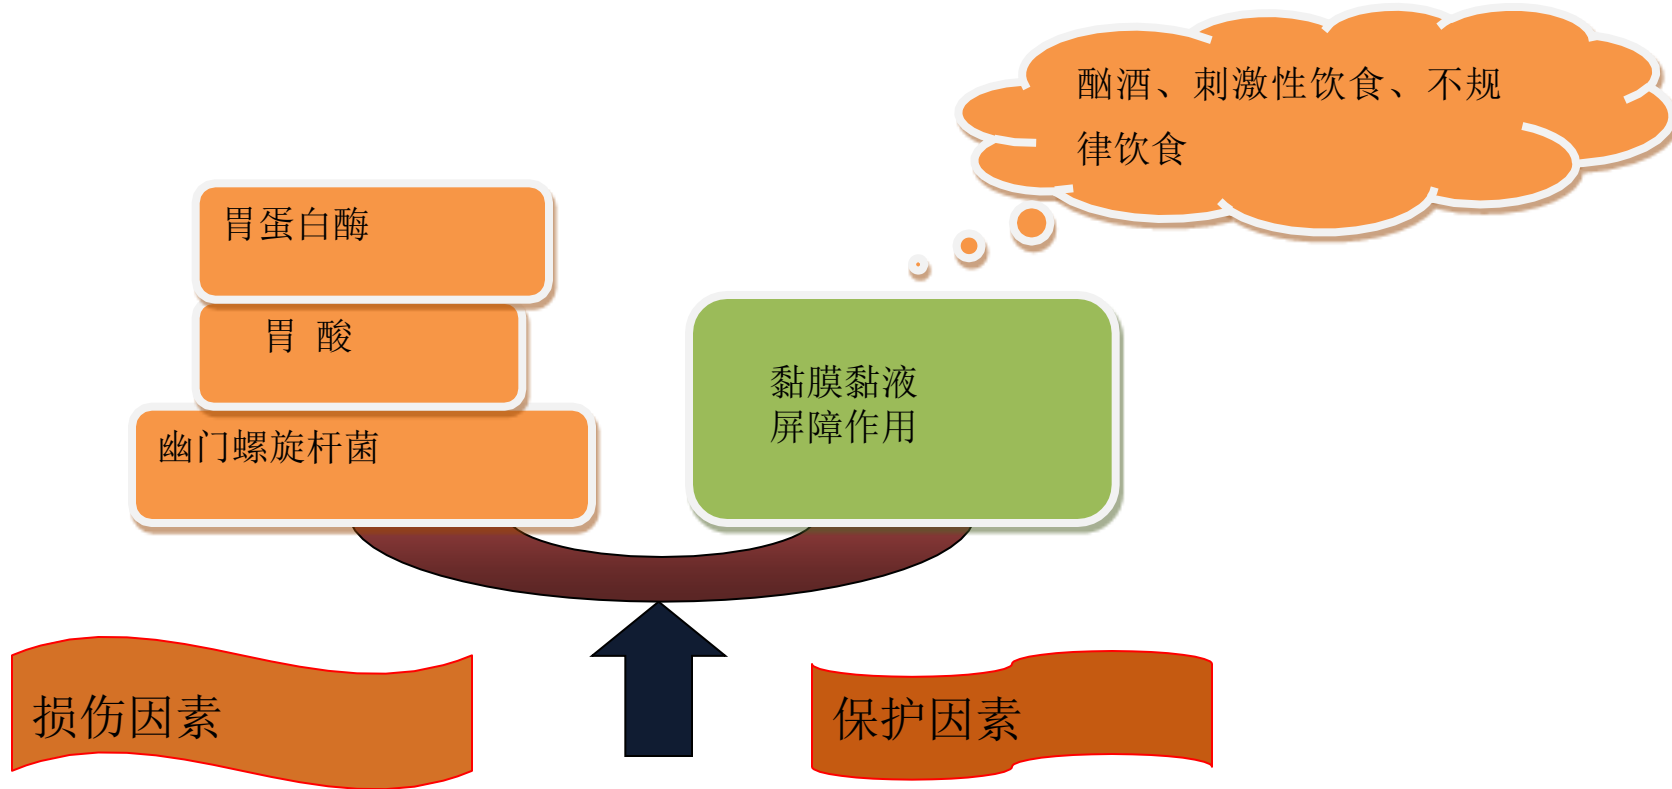 酗酒、刺激性饮食、不规
律饮食
胃蛋白酶
胃 酸
幽门螺旋杆菌
黏膜黏液
屏障作用
损伤因素
保护因素